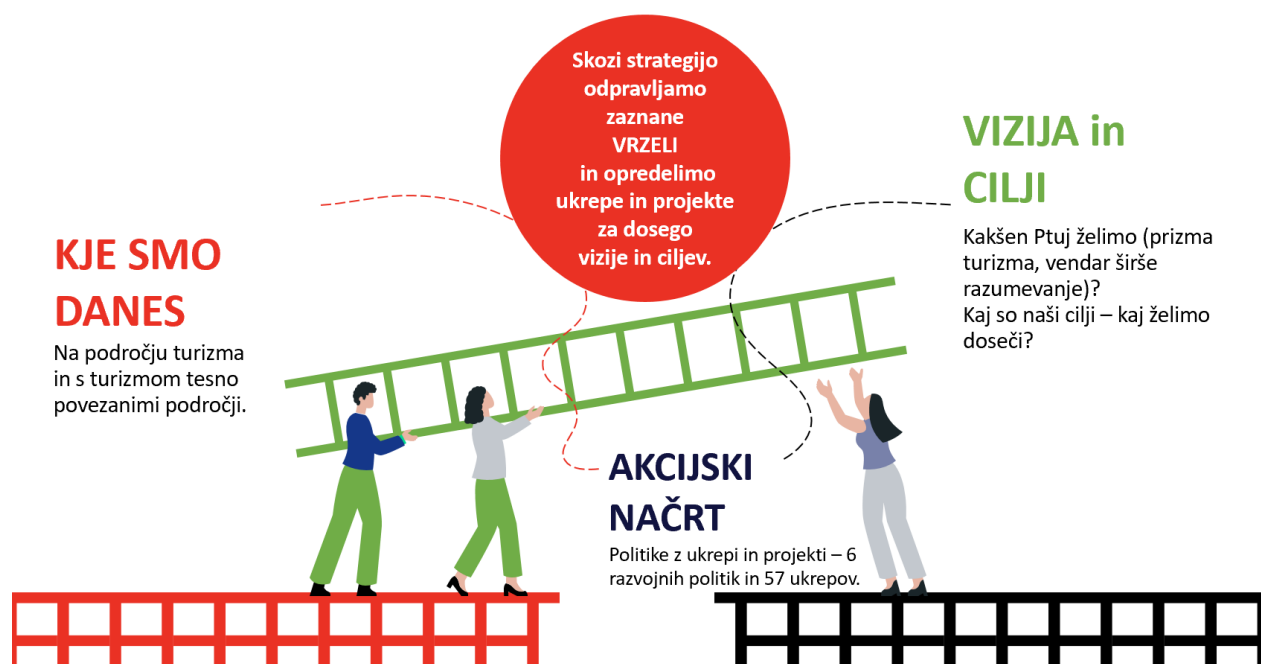 Skozi strategijo
odpravljamo
zaznane
VRZELI
in opredelimo
ukrepe in projekte
za dosego
vizije in ciljev.
KJE SMO
DANES
Na področju turizma
in s turizmom tesno
povezanimi področji.
VIZIJA in
CILJI
Kakšen Ptuj želimo (prizma
turizma, vendar širše
razumevanje)?
Kaj so naši cilji – kaj želimo
doseči?
AKCIJSKI
NAČRT
Politike z ukrepi in projekti – 6
razvojnih politik in 57 ukrepov.